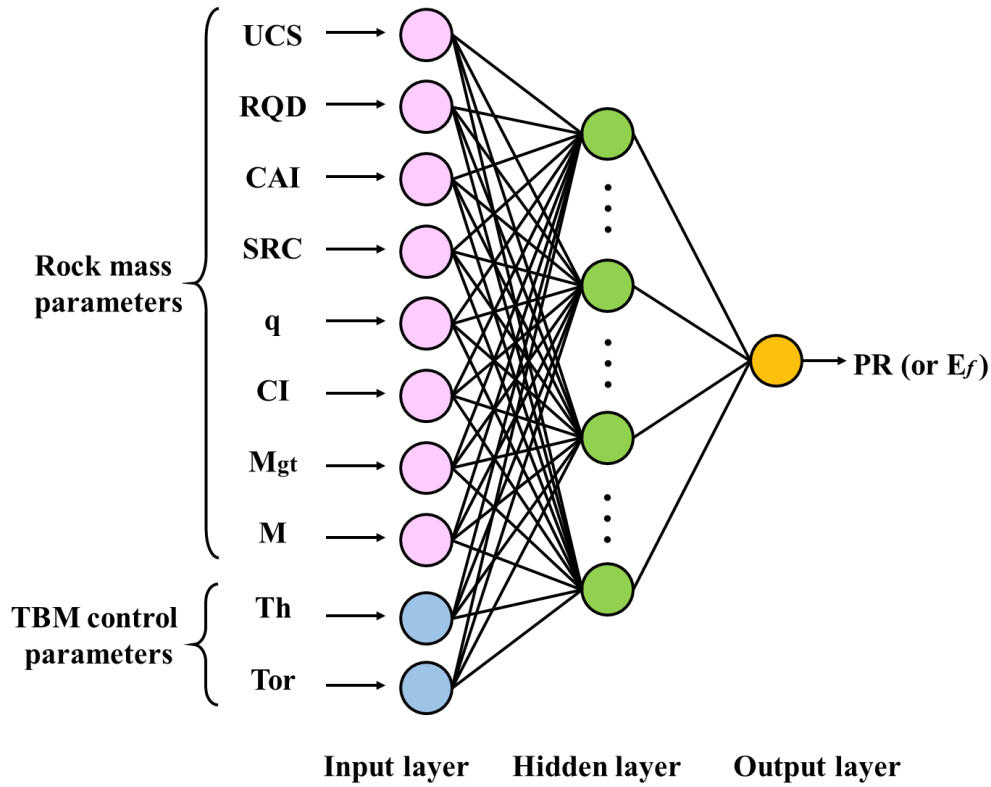 UCS
RQD
CAI
SRC
q
CI
Mgt
M
Rock mass
parameters
Th
Tor
TBM control
parameters
PR (or Ef)
Input layer
Hidden layer
Output layer